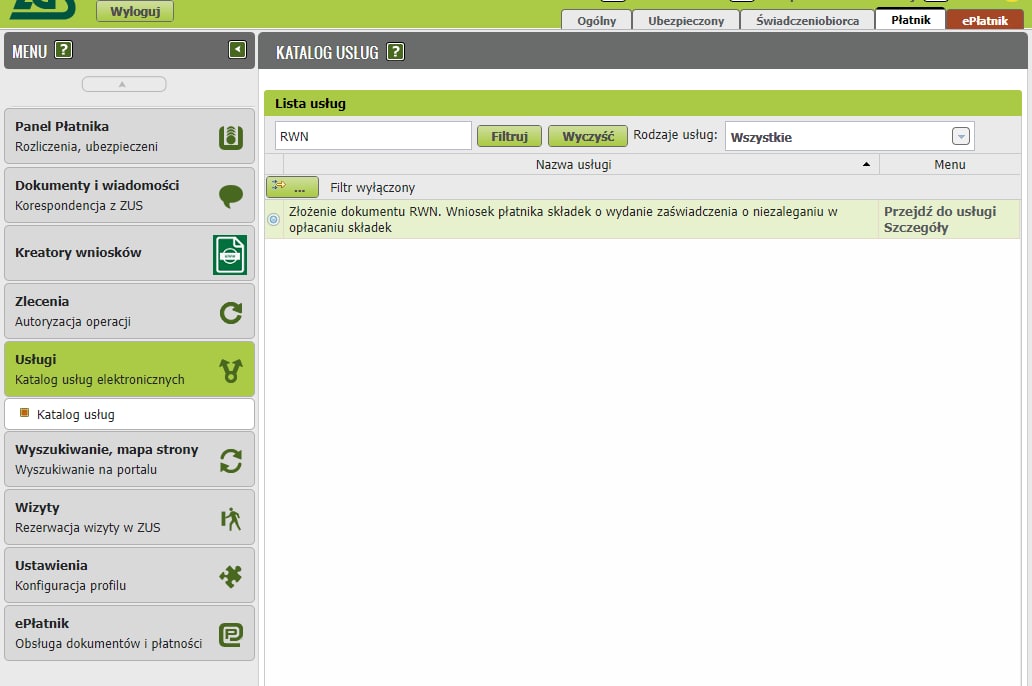 Wyloguj
Ogólny
Ubezpieczony
Świadczeniobiorca
Płatnik
ePłatnik
MENU ?
KATALOG USŁUG ?
Panel Płatnika
Rozliczenia, ubezpieczeni
Dokumenty i wiadomości
Korespondencja z ZUS
Kreatory wniosków
Zlecenia
Autoryzacja operacji
Usługi
Katalog usług elektronicznych
Katalog usług
Wyszukiwanie, mapa strony
Wyszukiwanie na portalu
Wizyty
Rezerwacja wizyty w ZUS
Ustawienia
Konfiguracja profilu
ePłatnik
Obsługa dokumentów i płatności
Lista usług
RWN
Filtruj
Wyczyść
Rodzaje usług:
Wszystkie
Nazwa usługi
Menu
...
Filtr wyłączony
Złożenie dokumentu RWN. Wniosek płatnika składek o wydanie zaświadczenia o niezaleganiu w
opłacaniu składek
Przejdź do usługi
Szczegóły